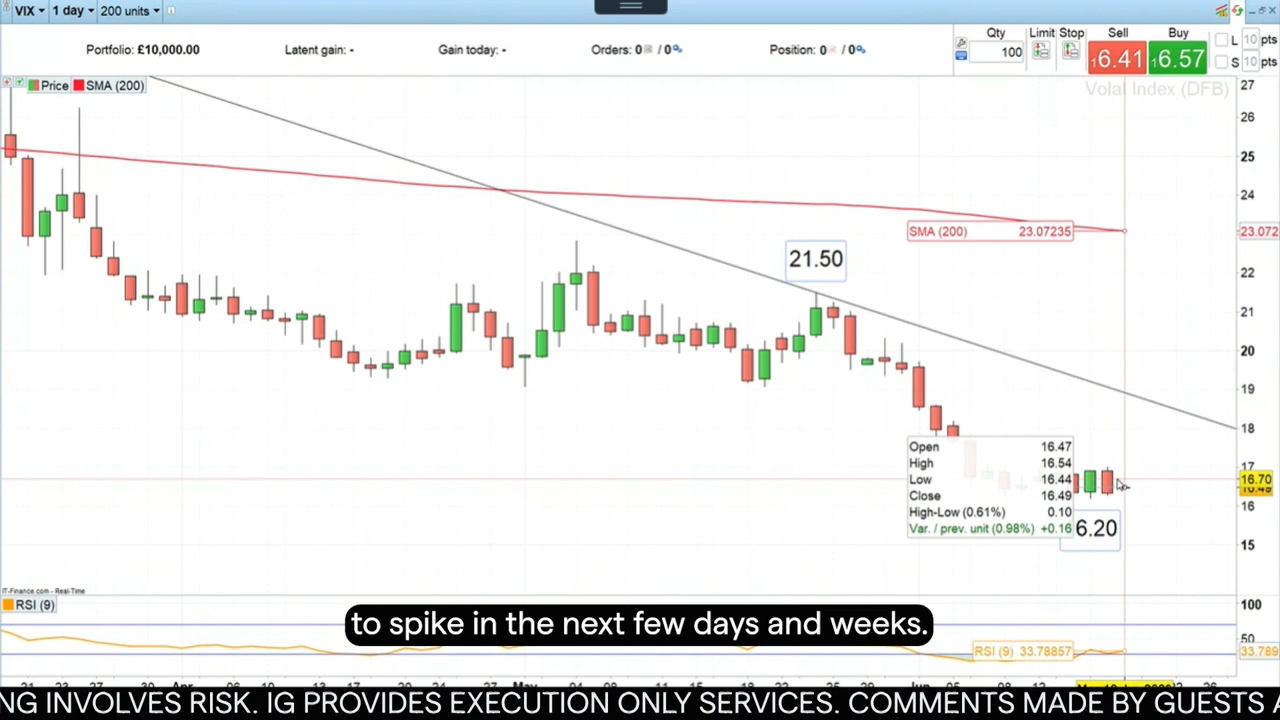 VIX 1 day 200 units
Portfolio: £10,000.00 Latent gain: - Gain today: - Orders: 0 / 0 Position: 0 / 0
Qty Limit Stop Sell Buy
100 16.41 16.57
L 10 pts
S 10 pts
Price SMA (200)
Volat Index (DFB)
27
26
25
24
SMA (200) 23.07235
23.072
21.50
22
21
20
19
18
17
Open 16.47
High 16.54
Low 16.44
Close 16.49
High-Low (0.61%) 0.10
Var. / prev. unit (0.98%) +0.16
16.70
16.49
16
6.20
15
IT-Finance.com - Real-Time
RSI (9)
100
50
to spike in the next few days and weeks.
RSI (9) 33.78857
33.789
NG INVOLVES RISK. IG PROVIDES EXECUTION ONLY SERVICES. COMMENTS MADE BY GUESTS A